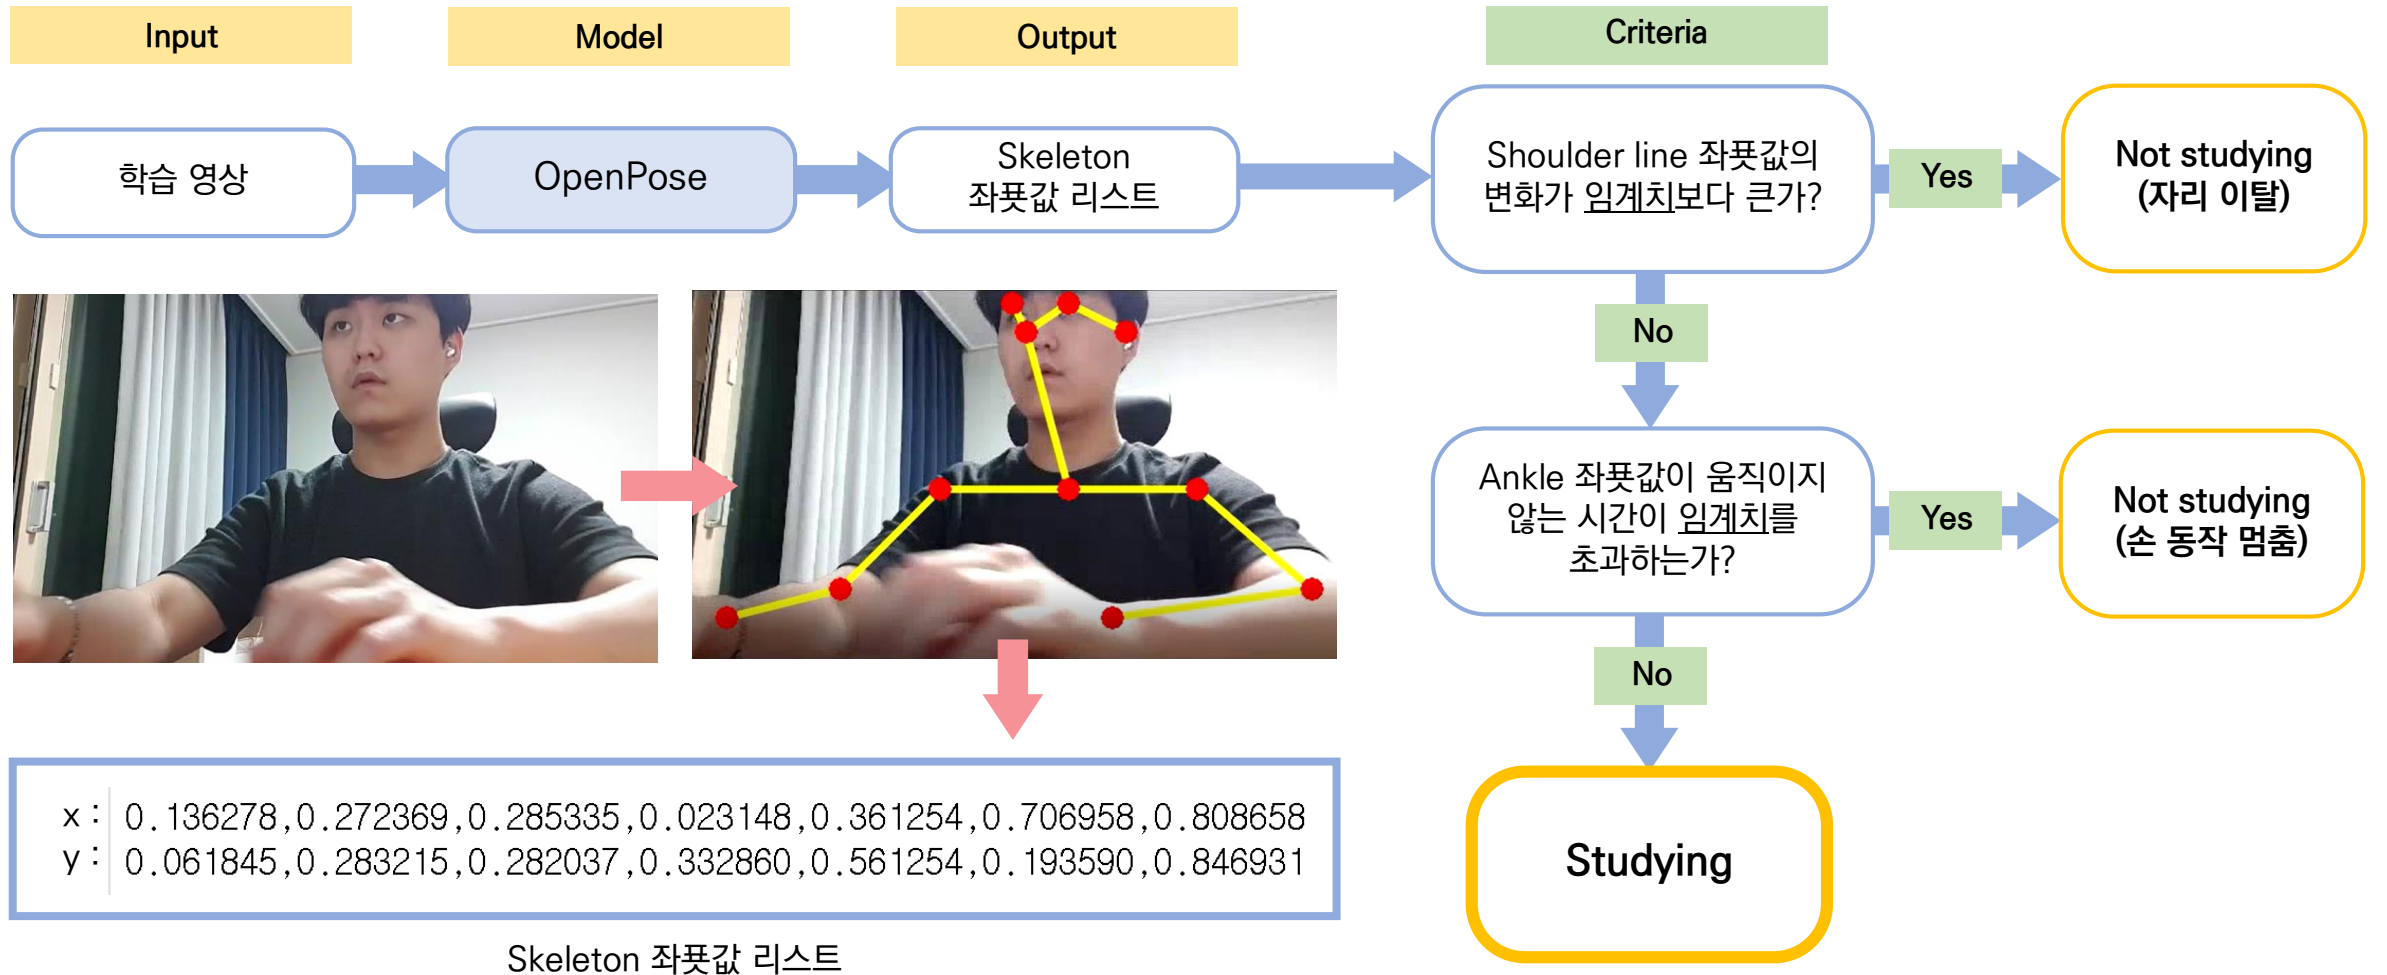 Input
Model
Output
Criteria
학습 영상
OpenPose
Skeleton
좌푯값 리스트
Shoulder line 좌푯값의
변화가 임계치보다 큰가?
Yes
Not studying
(자리 이탈)
No
Ankle 좌푯값이 움직이지
않는 시간이 임계치를
초과하는가?
Yes
Not studying
(손 동작 멈춤)
No
Studying
x : 0.136278,0.272369,0.285335,0.023148,0.361254,0.706958,0.808658
y : 0.061845,0.283215,0.282037,0.332860,0.561254,0.193590,0.846931
Skeleton 좌푯값 리스트